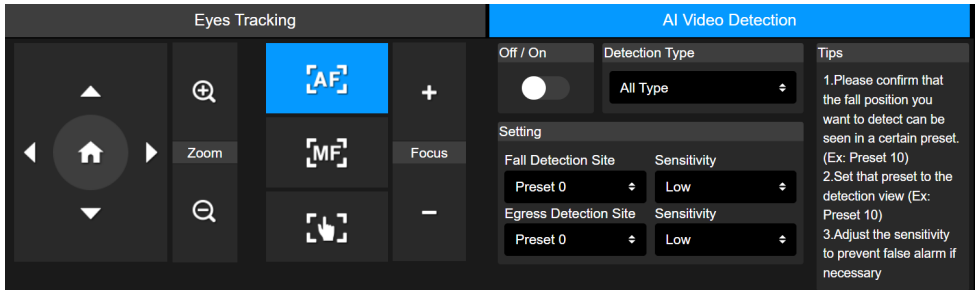 Eyes Tracking
AI Video Detection
AF
MF
Zoom
Focus
Off / On
Detection Type
All Type
Setting
Fall Detection Site
Sensitivity
Preset 0
Low
Egress Detection Site
Sensitivity
Preset 0
Low
Tips
1.Please confirm that
the fall position you
want to detect can be
seen in a certain preset.
(Ex: Preset 10)
2.Set that preset to the
detection view (Ex:
Preset 10)
3.Adjust the sensitivity
to prevent false alarm if
necessary